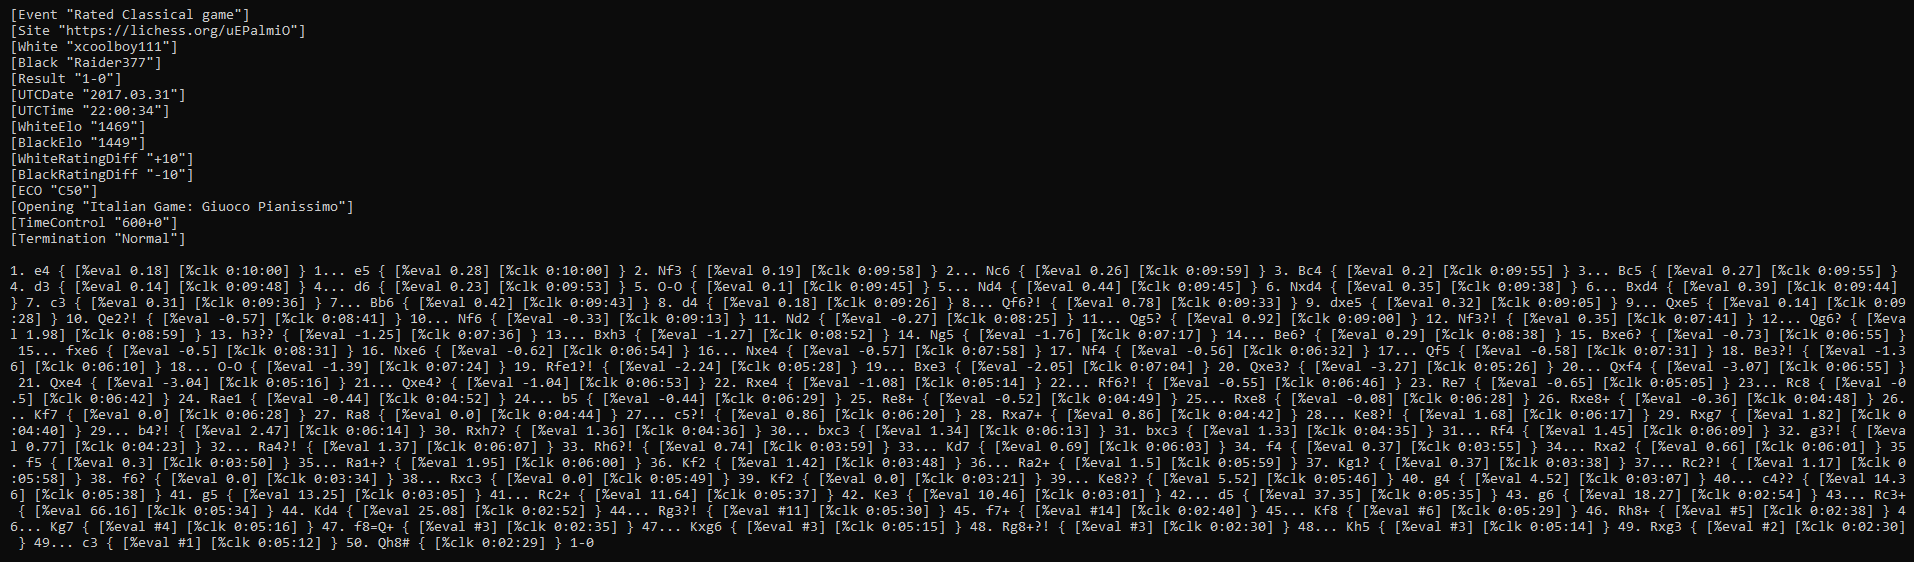 [Event "Rated Classical game"]
[Site "https://lichess.org/uEPalmiO"]
[White "xcoolboy111"]
[Black "Raider377"]
[Result "1-0"]
[UTCDate "2017.03.31"]
[UTCTime "22:00:34"]
[WhiteElo "1469"]
[BlackElo "1449"]
[WhiteRatingDiff "+10"]
[BlackRatingDiff "-10"]
[ECO "C50"]
[Opening "Italian Game: Giuoco Pianissimo"]
[TimeControl "600+0"]
[Termination "Normal"]
1. e4 { [%eval 0.18] [%clk 0:10:00] } 1... e5 { [%eval 0.28] [%clk 0:10:00] } 2. Nf3 { [%eval 0.19] [%clk 0:09:58] } 2... Nc6 { [%eval 0.26] [%clk 0:09:59] } 3. Bc4 { [%eval 0.2] [%clk 0:09:55] } 3... Bc5 { [%eval 0.27] [%clk 0:09:55] }
4. d3 { [%eval 0.14] [%clk 0:09:48] } 4... d6 { [%eval 0.23] [%clk 0:09:53] } 5. O-O { [%eval 0.1] [%clk 0:09:45] } 5... Nd4 { [%eval 0.44] [%clk 0:09:45] } 6. Nxd4 { [%eval 0.35] [%clk 0:09:38] } 6... Bxd4 { [%eval 0.39] [%clk 0:09:44]
} 7. c3 { [%eval 0.31] [%clk 0:09:36] } 7... Bb6 { [%eval 0.42] [%clk 0:09:43] } 8. d4 { [%eval 0.18] [%clk 0:09:26] } 8... Qf6?! { [%eval 0.78] [%clk 0:09:33] } 9. dxe5 { [%eval 0.32] [%clk 0:09:05] } 9... Qxe5 { [%eval 0.14] [%clk 0:09
:28] } 10. Qe2?! { [%eval -0.57] [%clk 0:08:41] } 10... Nf6 { [%eval -0.33] [%clk 0:09:13] } 11. Nd2 { [%eval -0.27] [%clk 0:08:25] } 11... Qg5? { [%eval 0.92] [%clk 0:09:00] } 12. Nf3?! { [%eval 0.35] [%clk 0:07:41] } 12... Qg6? { [%eva
l 1.98] [%clk 0:08:59] } 13. h3?? { [%eval -1.25] [%clk 0:07:36] } 13... Bxh3 { [%eval -1.27] [%clk 0:08:52] } 14. Ng5 { [%eval -1.76] [%clk 0:07:17] } 14... Be6? { [%eval 0.29] [%clk 0:08:38] } 15. Bxe6? { [%eval -0.73] [%clk 0:06:55] }
15... fxe6 { [%eval -0.5] [%clk 0:08:31] } 16. Nxe6 { [%eval -0.62] [%clk 0:06:54] } 16... Nxe4 { [%eval -0.57] [%clk 0:07:58] } 17. Nf4 { [%eval -0.56] [%clk 0:06:32] } 17... Qf5 { [%eval -0.58] [%clk 0:07:31] } 18. Be3?! { [%eval -1.3
6] [%clk 0:06:10] } 18... O-O { [%eval -1.39] [%clk 0:07:24] } 19. Rfe1?! { [%eval -2.24] [%clk 0:05:28] } 19... Bxe3 { [%eval -2.05] [%clk 0:07:04] } 20. Qxe3? { [%eval -3.27] [%clk 0:05:26] } 20... Qxf4 { [%eval -3.07] [%clk 0:06:55] }
21. Qxe4 { [%eval -3.04] [%clk 0:05:16] } 21... Qxe4? { [%eval -1.04] [%clk 0:06:53] } 22. Rxe4 { [%eval -1.08] [%clk 0:05:14] } 22... Rf6?! { [%eval -0.55] [%clk 0:06:46] } 23. Re7 { [%eval -0.65] [%clk 0:05:05] } 23... Rc8 { [%eval -0
.5] [%clk 0:06:42] } 24. Rae1 { [%eval -0.44] [%clk 0:04:52] } 24... b5 { [%eval -0.44] [%clk 0:06:29] } 25. Re8+ { [%eval -0.52] [%clk 0:04:49] } 25... Rxe8 { [%eval -0.08] [%clk 0:06:28] } 26. Rxe8+ { [%eval -0.36] [%clk 0:04:48] } 26.
.. Kf7 { [%eval 0.0] [%clk 0:06:28] } 27. Ra8 { [%eval 0.0] [%clk 0:04:44] } 27... c5?! { [%eval 0.86] [%clk 0:06:20] } 28. Rxa7+ { [%eval 0.86] [%clk 0:04:42] } 28... Ke8?! { [%eval 1.68] [%clk 0:06:17] } 29. Rxg7 { [%eval 1.82] [%clk 0
:04:40] } 29... b4?! { [%eval 2.47] [%clk 0:06:14] } 30. Rxh7? { [%eval 1.36] [%clk 0:04:36] } 30... bxc3 { [%eval 1.34] [%clk 0:06:13] } 31. bxc3 { [%eval 1.33] [%clk 0:04:35] } 31... Rf4 { [%eval 1.45] [%clk 0:06:09] } 32. g3?! { [%eva
l 0.77] [%clk 0:04:23] } 32... Ra4?! { [%eval 1.37] [%clk 0:06:07] } 33. Rh6?! { [%eval 0.74] [%clk 0:03:59] } 33... Kd7 { [%eval 0.69] [%clk 0:06:03] } 34. f4 { [%eval 0.37] [%clk 0:03:55] } 34... Rxa2 { [%eval 0.66] [%clk 0:06:01] } 35
. f5 { [%eval 0.3] [%clk 0:03:50] } 35... Ra1+? { [%eval 1.95] [%clk 0:06:00] } 36. Kf2 { [%eval 1.42] [%clk 0:03:48] } 36... Ra2+ { [%eval 1.5] [%clk 0:05:59] } 37. Kg1? { [%eval 0.37] [%clk 0:03:38] } 37... Rc2?! { [%eval 1.17] [%clk 0
:05:58] } 38. f6? { [%eval 0.0] [%clk 0:03:34] } 38... Rxc3 { [%eval 0.0] [%clk 0:05:49] } 39. Kf2 { [%eval 0.0] [%clk 0:03:21] } 39... Ke8?? { [%eval 5.52] [%clk 0:05:46] } 40. g4 { [%eval 4.52] [%clk 0:03:07] } 40... c4?? { [%eval 14.3
6] [%clk 0:05:38] } 41. g5 { [%eval 13.25] [%clk 0:03:05] } 41... Rc2+ { [%eval 11.64] [%clk 0:05:37] } 42. Ke3 { [%eval 10.46] [%clk 0:03:01] } 42... d5 { [%eval 37.35] [%clk 0:05:35] } 43. g6 { [%eval 18.27] [%clk 0:02:54] } 43... Rc3+
{ [%eval 66.16] [%clk 0:05:34] } 44. Kd4 { [%eval 25.08] [%clk 0:02:52] } 44... Rg3?! { [%eval #11] [%clk 0:05:30] } 45. f7+ { [%eval #14] [%clk 0:02:40] } 45... Kf8 { [%eval #6] [%clk 0:05:29] } 46. Rh8+ { [%eval #5] [%clk 0:02:38] } 4
6... Kg7 { [%eval #4] [%clk 0:05:16] } 47. f8=Q+ { [%eval #3] [%clk 0:02:35] } 47... Kxg6 { [%eval #3] [%clk 0:05:15] } 48. Rg8+?! { [%eval #3] [%clk 0:02:30] } 48... Kh5 { [%eval #3] [%clk 0:05:14] } 49. Rxg3 { [%eval #2] [%clk 0:02:30]
} 49... c3 { [%eval #1] [%clk 0:05:12] } 50. Qh8# { [%clk 0:02:29] } 1-0